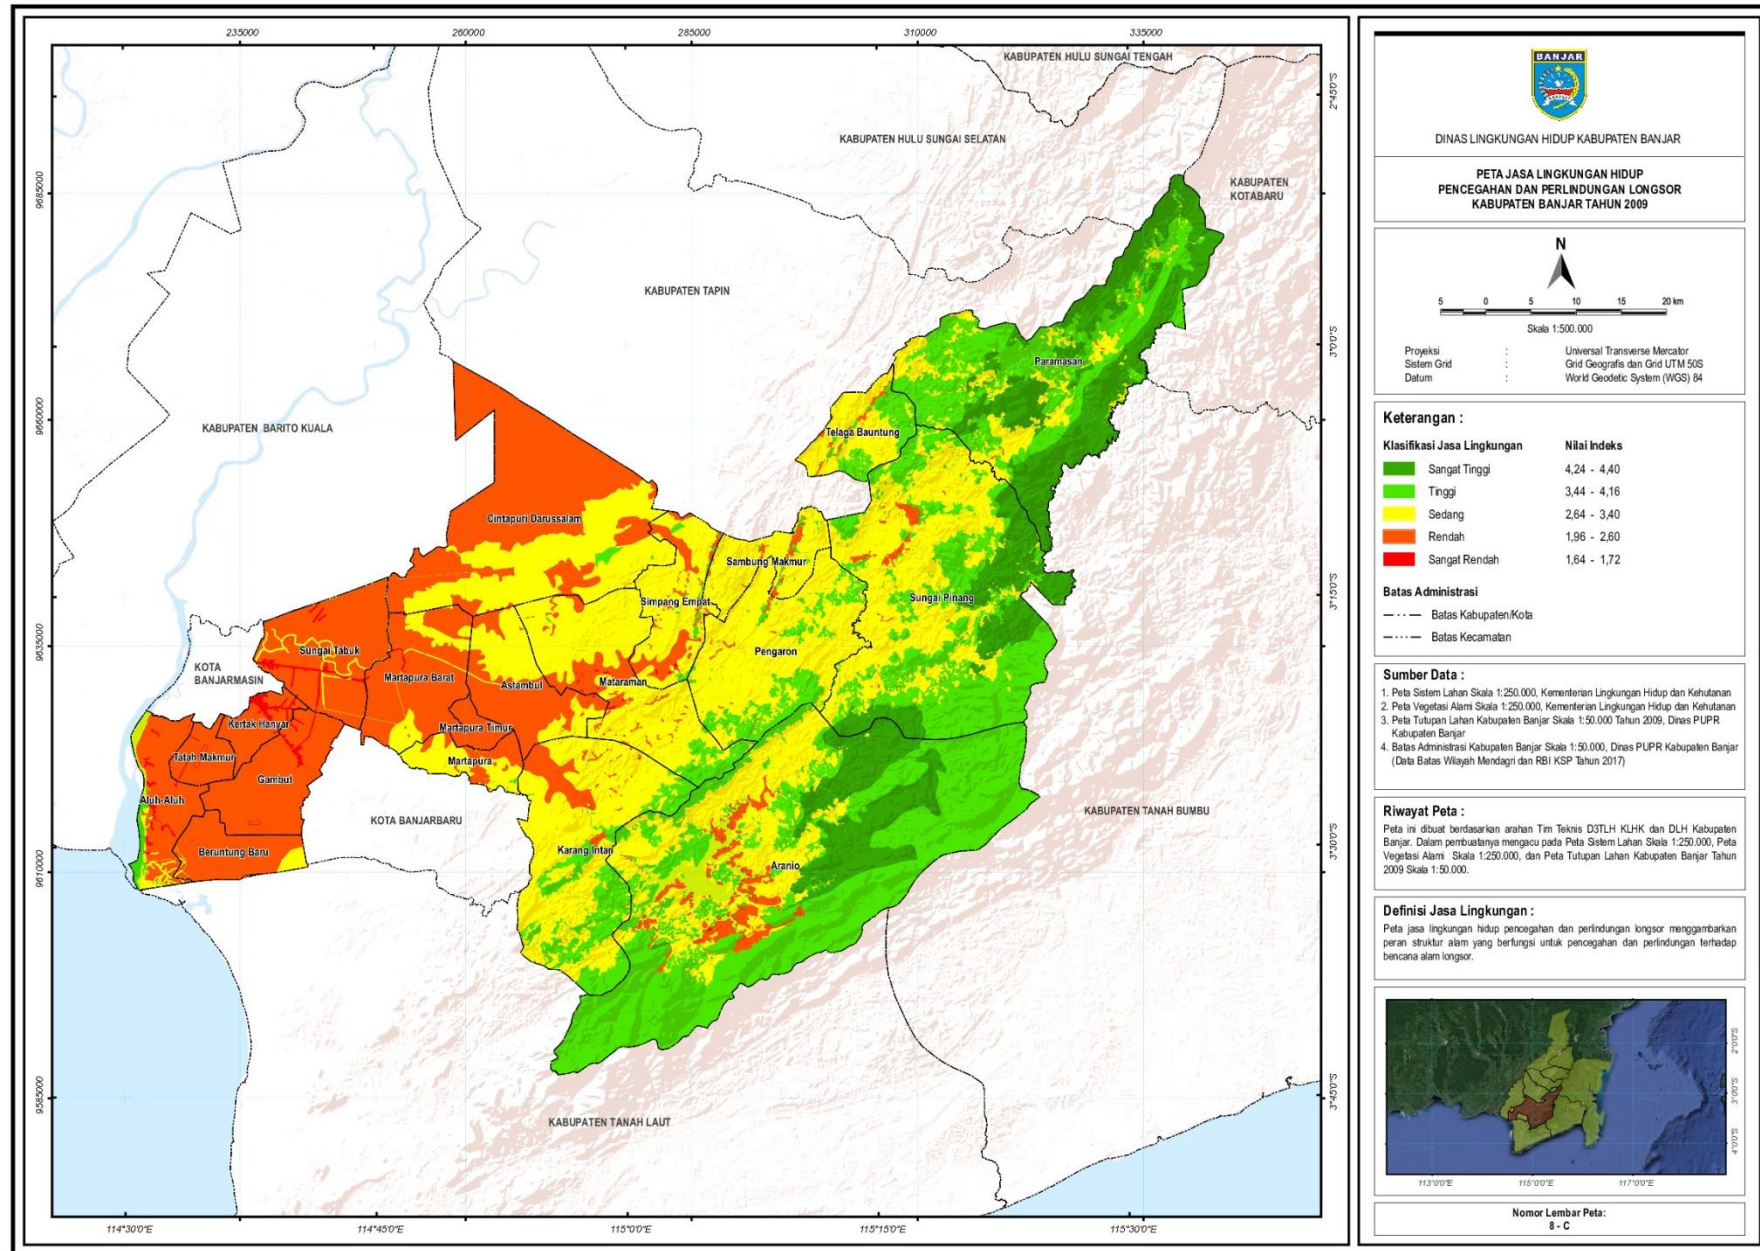 235000
260000
285000
310000
335000
KABUPATEN HULU SUNGAI TENGAH
2°45'0"S
KABUPATEN HULU SUNGAI SELATAN
KABUPATEN
KOTABARU
9685000
KABUPATEN TAPIN
3°0'0"S
Paramasan
9660000
KABUPATEN BARITO KUALA
Telaga Bauntung
Cintapuri Darussalam
Sambung Makmur
3°15'0"S
Simpang Empat
Sungai Pinang
9635000
Sungai Tabuk
Pengaron
KOTA
BANJARMASIN
Martapura Barat
Astambul
Mataraman
Kertak Hanyar
Martapura Timur
Tatah Makmur
Martapura
Gambut
Aluh-Aluh
KABUPATEN TANAH BUMBU
KOTA BANJARBARU
Beruntung Baru
Karang Intan
Aranio
3°30'0"S
9610000
9585000
3°45'0"S
KABUPATEN TANAH LAUT
114°30'0"E
114°45'0"E
115°0'0"E
115°15'0"E
115°30'0"E
BANJAR
DINAS LINGKUNGAN HIDUP KABUPATEN BANJAR
PETA JASA LINGKUNGAN HIDUP
PENCEGAHAN DAN PERLINDUNGAN LONGSOR
KABUPATEN BANJAR TAHUN 2009
N
5 0 5 10 15 20 km
Skala 1:500.000
Proyeksi : Universal Transverse Mercator
Sistem Grid : Grid Geografis dan Grid UTM 50S
Datum : World Geodetic System (WGS) 84
Keterangan :
Klasifikasi Jasa Lingkungan Nilai Indeks
Sangat Tinggi 4,24 - 4,40
Tinggi 3,44 - 4,16
Sedang 2,64 - 3,40
Rendah 1,96 - 2,60
Sangat Rendah 1,64 - 1,72
Batas Administrasi
Batas Kabupaten/Kota
Batas Kecamatan
Sumber Data :
1. Peta Sistem Lahan Skala 1:250.000, Kementerian Lingkungan Hidup dan Kehutanan
2. Peta Vegetasi Alami Skala 1:250.000, Kementerian Lingkungan Hidup dan Kehutanan
3. Peta Tutupan Lahan Kabupaten Banjar Skala 1:50.000 Tahun 2009, Dinas PUPR
Kabupaten Banjar
4. Batas Administrasi Kabupaten Banjar Skala 1:50.000, Dinas PUPR Kabupaten Banjar
(Data Batas Wilayah Mendagri dan RBI KSP Tahun 2017)
Riwayat Peta :
Peta ini dibuat berdasarkan arahan Tim Teknis D3TLH KLHK dan DLH Kabupaten
Banjar. Dalam pembuatanya mengacu pada Peta Sistem Lahan Skala 1:250.000, Peta
Vegetasi Alami Skala 1:250.000, dan Peta Tutupan Lahan Kabupaten Banjar Tahun
2009 Skala 1:50.000.
Definisi Jasa Lingkungan :
Peta jasa lingkungan hidup pencegahan dan perlindungan longsor menggambarkan
peran struktur alam yang berfungsi untuk pencegahan dan perlindungan terhadap
bencana alam longsor.
2°0'0"S
3°0'0"S
4°0'0"S
113°0'0"E
115°0'0"E
117°0'0"E
Nomor Lembar Peta:
8 - C